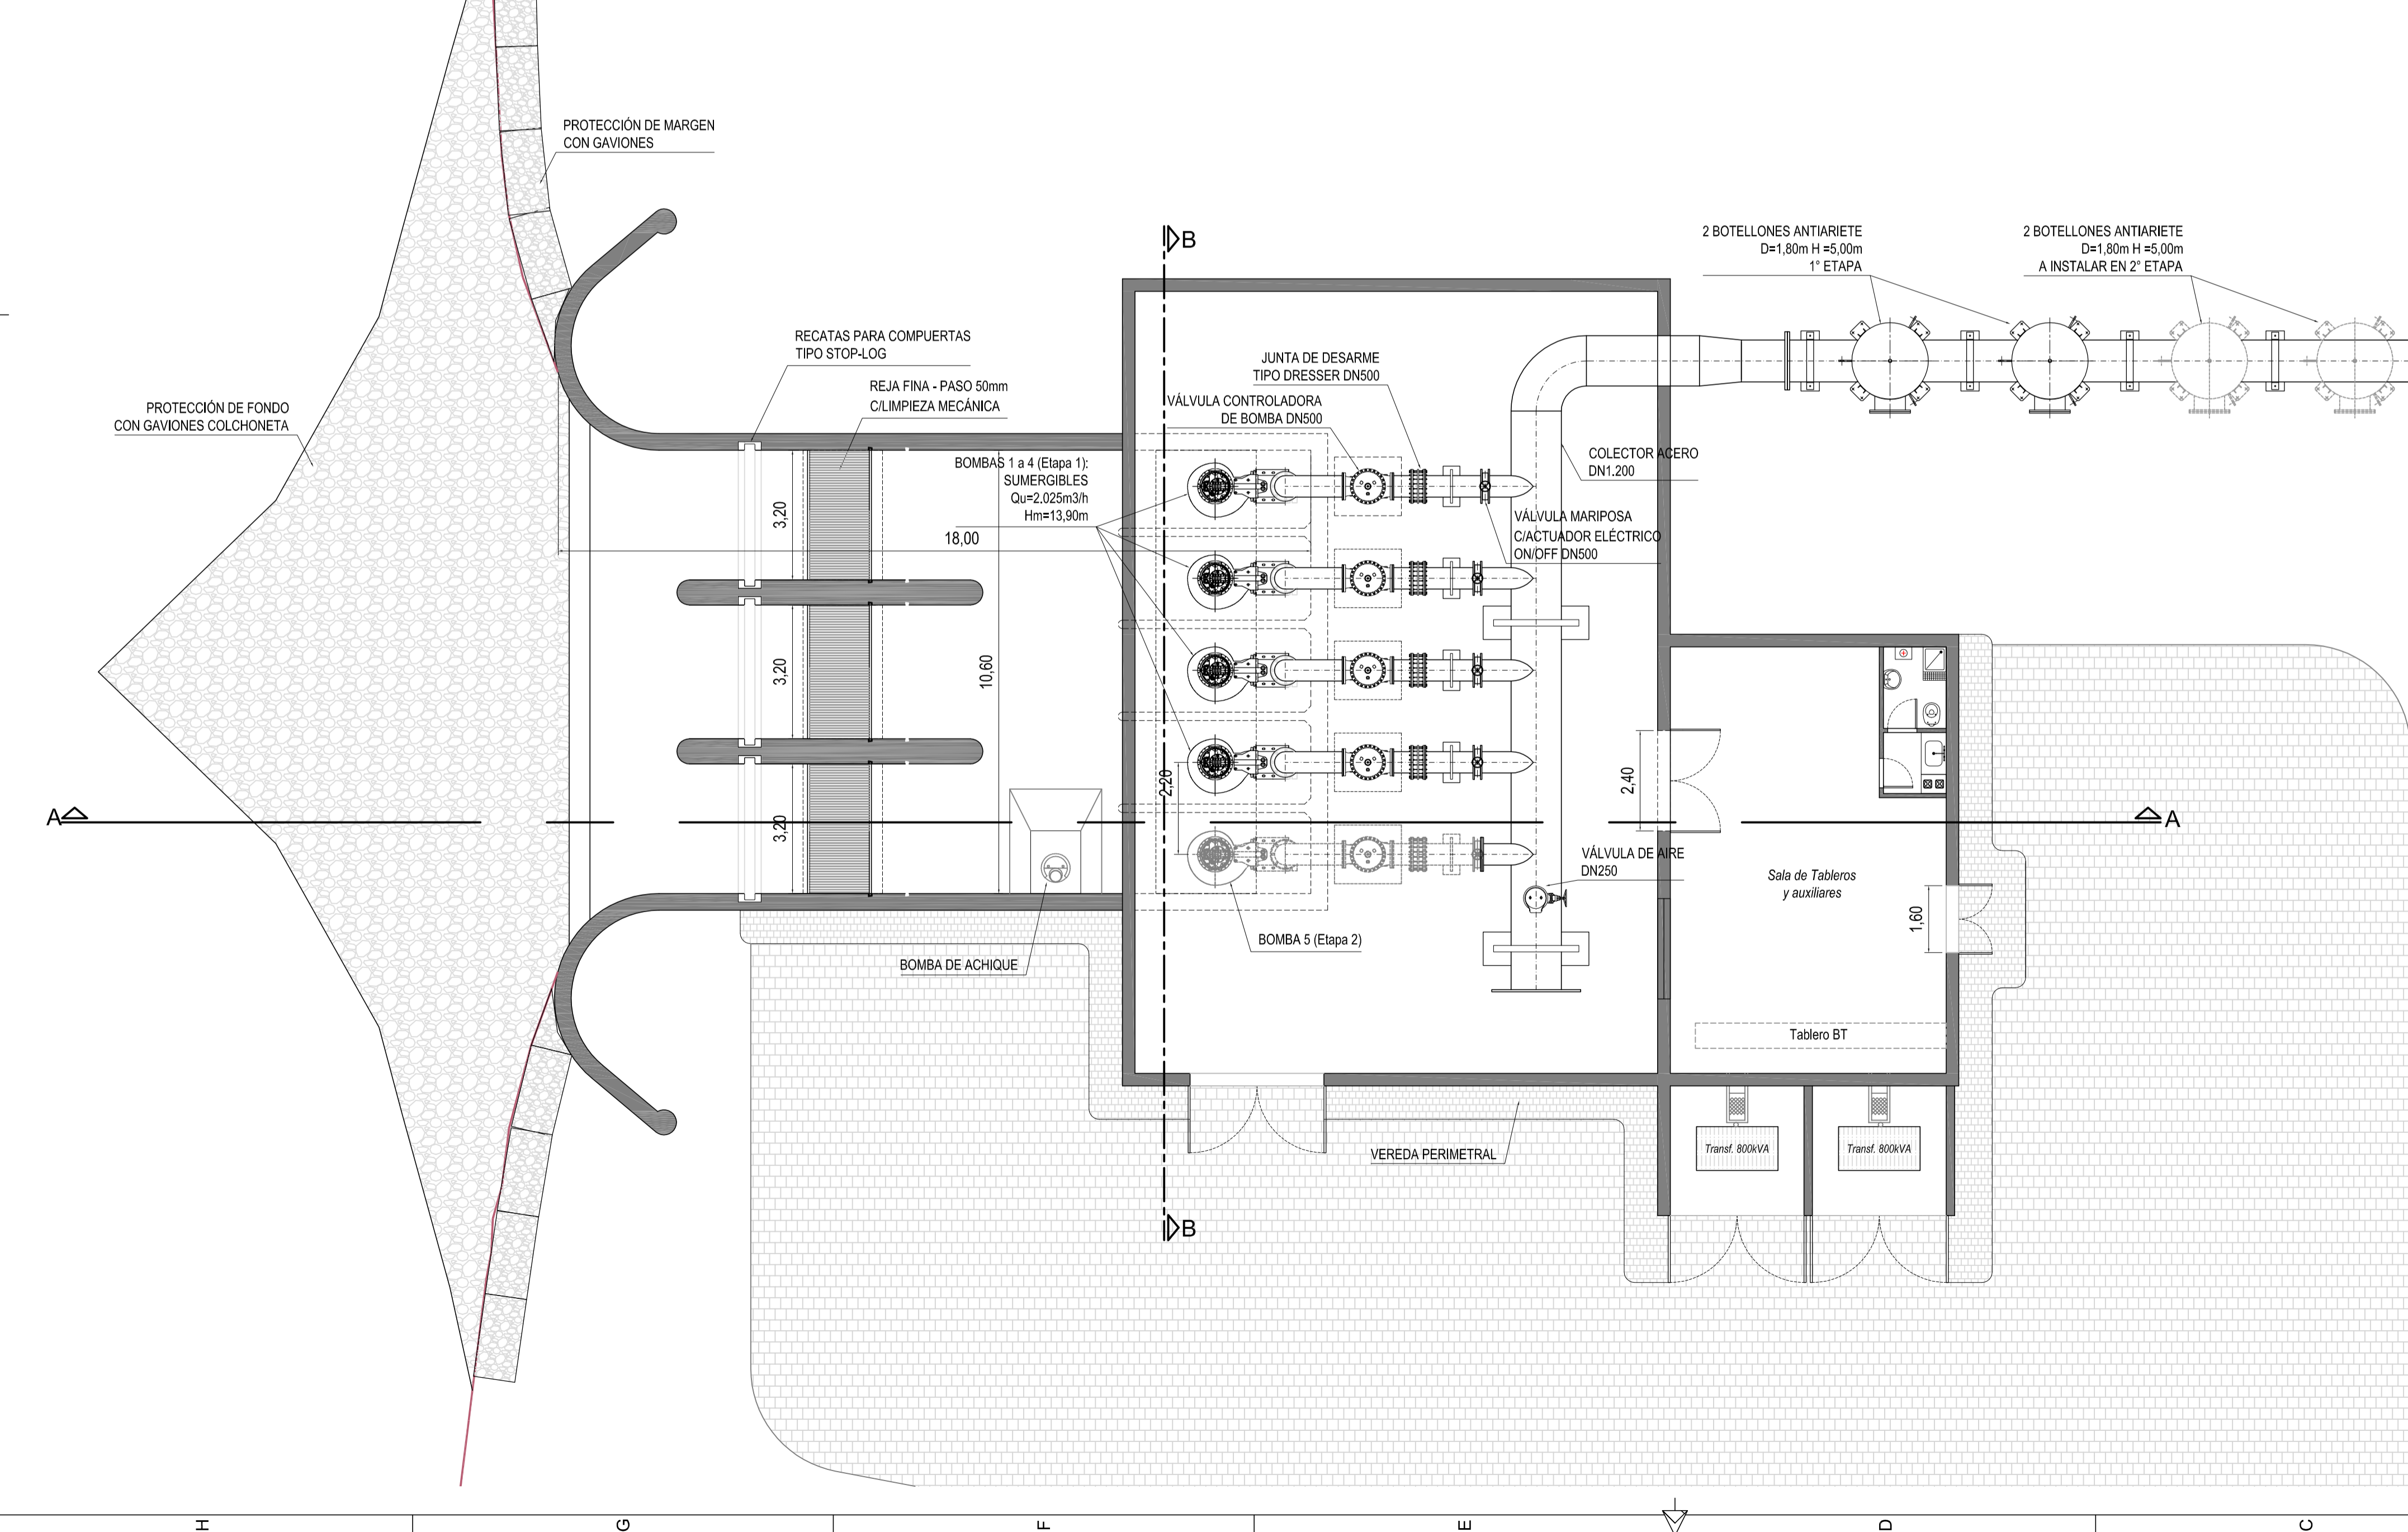 PROTECCIÓN DE MARGEN
CON GAVIONES
B
2 BOTELLONES ANTIARIETE
D=1,80m H =5,00m
1° ETAPA
2 BOTELLONES ANTIARIETE
D=1,80m H =5,00m
A INSTALAR EN 2° ETAPA
RECATAS PARA COMPUERTAS
TIPO STOP-LOG
REJA FINA - PASO 50mm
C/LIMPIEZA MECÁNICA
JUNTA DE DESARME
TIPO DRESSER DN500
VÁLVULA CONTROLADORA
DE BOMBA DN500
PROTECCIÓN DE FONDO
CON GAVIONES COLCHONETA
BOMBAS 1 a 4 (Etapa 1):
SUMERGIBLES
Qu=2.025m3/h
Hm=13,90m
COLECTOR ACERO
DN1.200
VÁLVULA MARIPOSA
C/ACTUADOR ELÉCTRICO
ON/OFF DN500
3,20
18,00
3,20
10,60
2,20
2,40
A
3,20
A
VÁLVULA DE AIRE
DN250
Sala de Tableros
y auxiliares
1,60
BOMBA 5 (Etapa 2)
BOMBA DE ACHIQUE
Tablero BT
VEREDA PERIMETRAL
Transf. 800kVA
Transf. 800kVA
B
H
G
F
E
D
C